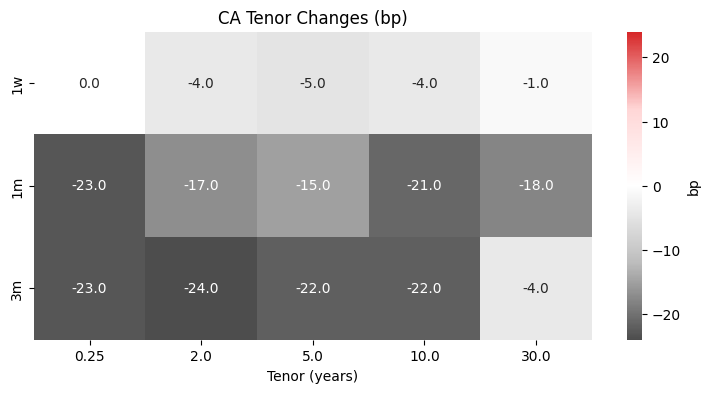 CA Tenor Changes (bp)
1w 0.0 -4.0 -5.0 -4.0 -1.0
1m -23.0 -17.0 -15.0 -21.0 -18.0
3m -23.0 -24.0 -22.0 -22.0 -4.0
0.25 2.0 5.0 10.0 30.0
Tenor (years)
20
10
0
−10
−20
bp